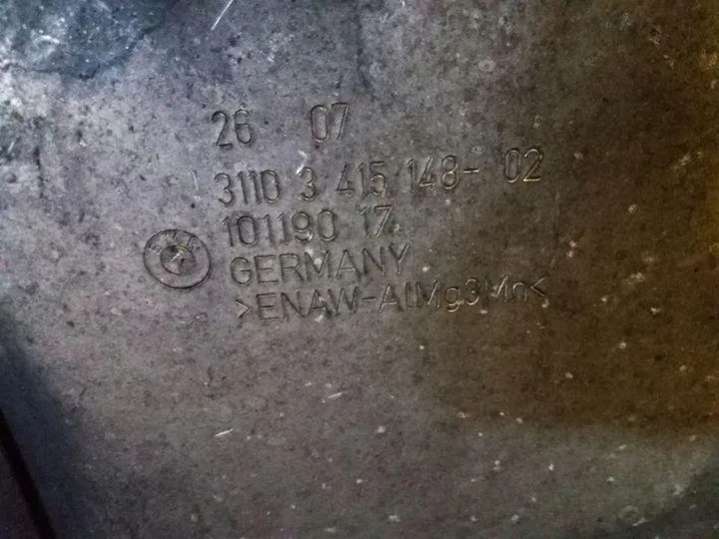 26 07
3110 3 415 148-02
101190 17
GERMANY
>ENAW-AlMg3Mn<